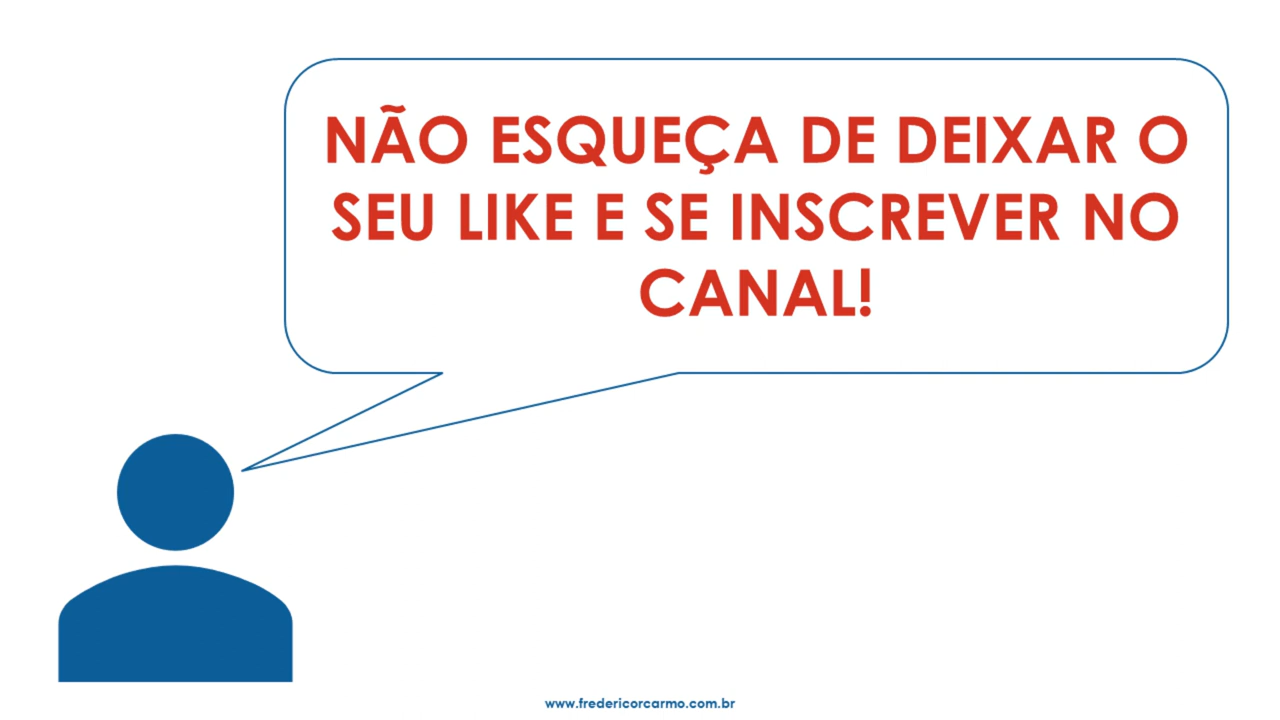 NÃO ESQUEÇA DE DEIXAR O
SEU LIKE E SE INSCREVER NO
CANAL!
www.fredericorcarmo.com.br